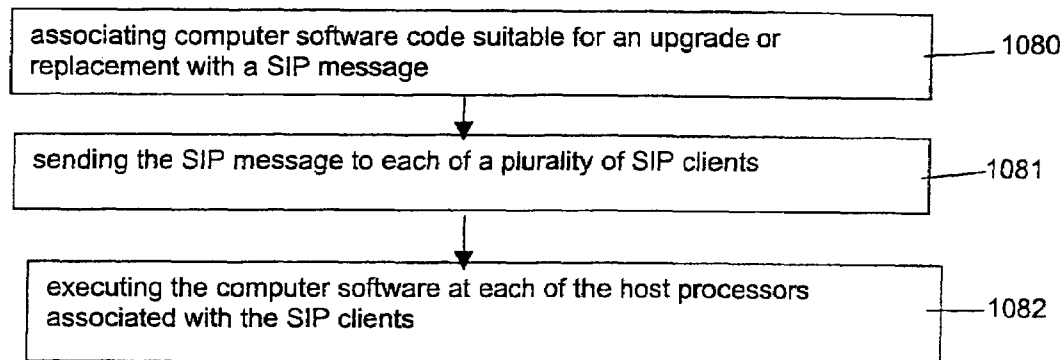 associating computer software code suitable for an upgrade or
replacement with a SIP message
1080
sending the SIP message to each of a plurality of SIP clients
1081
executing the computer software at each of the host processors
associated with the SIP clients
1082